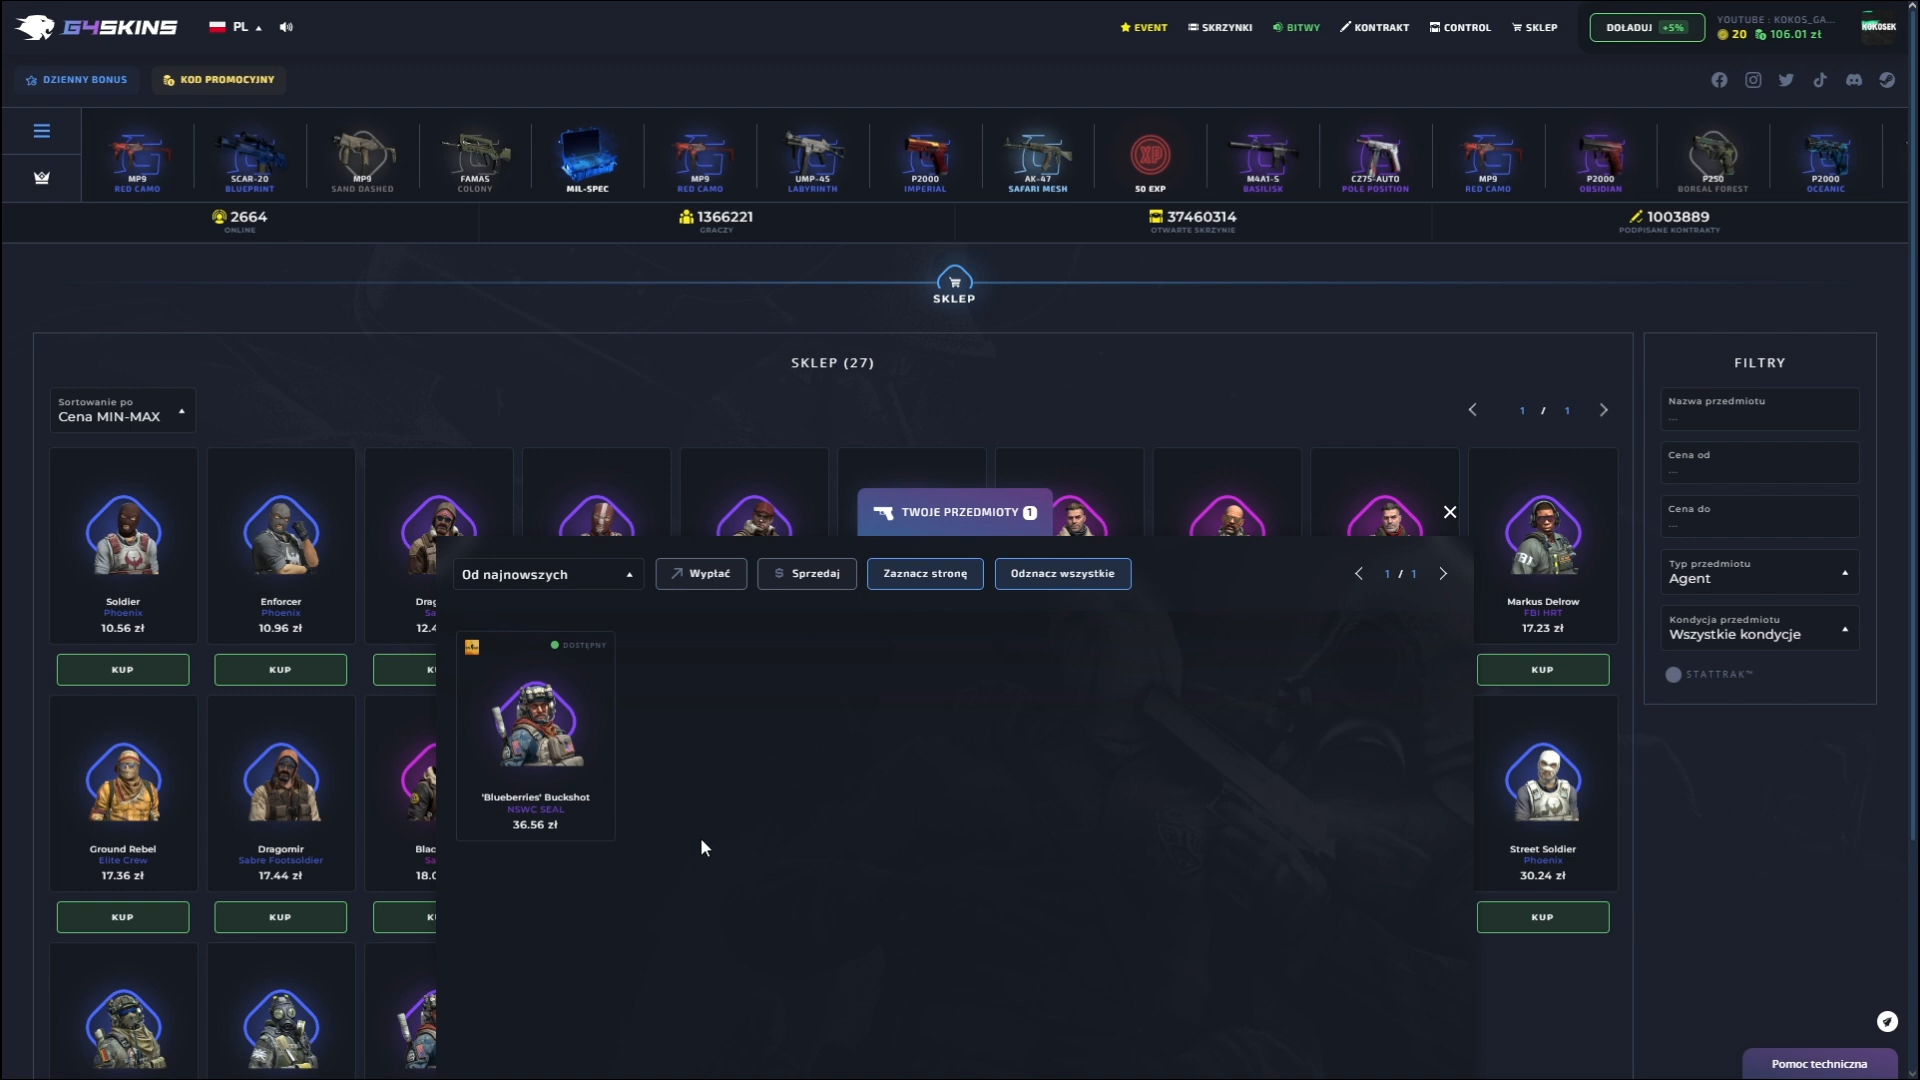 G4SKINS
PL
EVENT
SKRZYNKI
BITWY
KONTRAKT
CONTROL
SKLEP
DOŁADUJ +5%
YOUTUBE : KOKOS_GA...
20 106.01 zł
KOKOSEK
DZIENNY BONUS
KOD PROMOCYJNY
MP9
RED CAMO
SCAR-20
BLUEPRINT
MP9
SAND DASHED
FAMAS
COLONY
MIL-SPEC
MP9
RED CAMO
UMP-45
LABYRINTH
P2000
IMPERIAL
AK-47
SAFARI MESH
XP
50 EXP
M4A1-S
BASILISK
CZ75-AUTO
POLE POSITION
MP9
RED CAMO
P2000
OBSIDIAN
P250
BOREAL FOREST
P2000
OCEANIC
2664
ONLINE
1366221
GRACZY
37460314
OTWARTE SKRZYNIE
1003889
PODPISANE KONTRAKTY
SKLEP
SKLEP (27)
Sortowanie po
Cena MIN-MAX
1 / 1
Soldier
Phoenix
10.56 zł
KUP
Enforcer
Phoenix
10.96 zł
KUP
Markus Delrow
FBI HRT
17.23 zł
KUP
Ground Rebel
Elite Crew
17.36 zł
KUP
Dragomir
Sabre Footsoldier
17.44 zł
KUP
Street Soldier
Phoenix
30.24 zł
KUP
TWOJE PRZEDMIOTY 1
Od najnowszych
Wypłać
Sprzedaj
Zaznacz stronę
Odznacz wszystkie
1 / 1
DOSTĘPNY
'Blueberries' Buckshot
NSWC SEAL
36.56 zł
FILTRY
Nazwa przedmiotu
...
Cena od
...
Cena do
...
Typ przedmiotu
Agent
Kondycja przedmiotu
Wszystkie kondycje
STATTRAK™
Pomoc techniczna